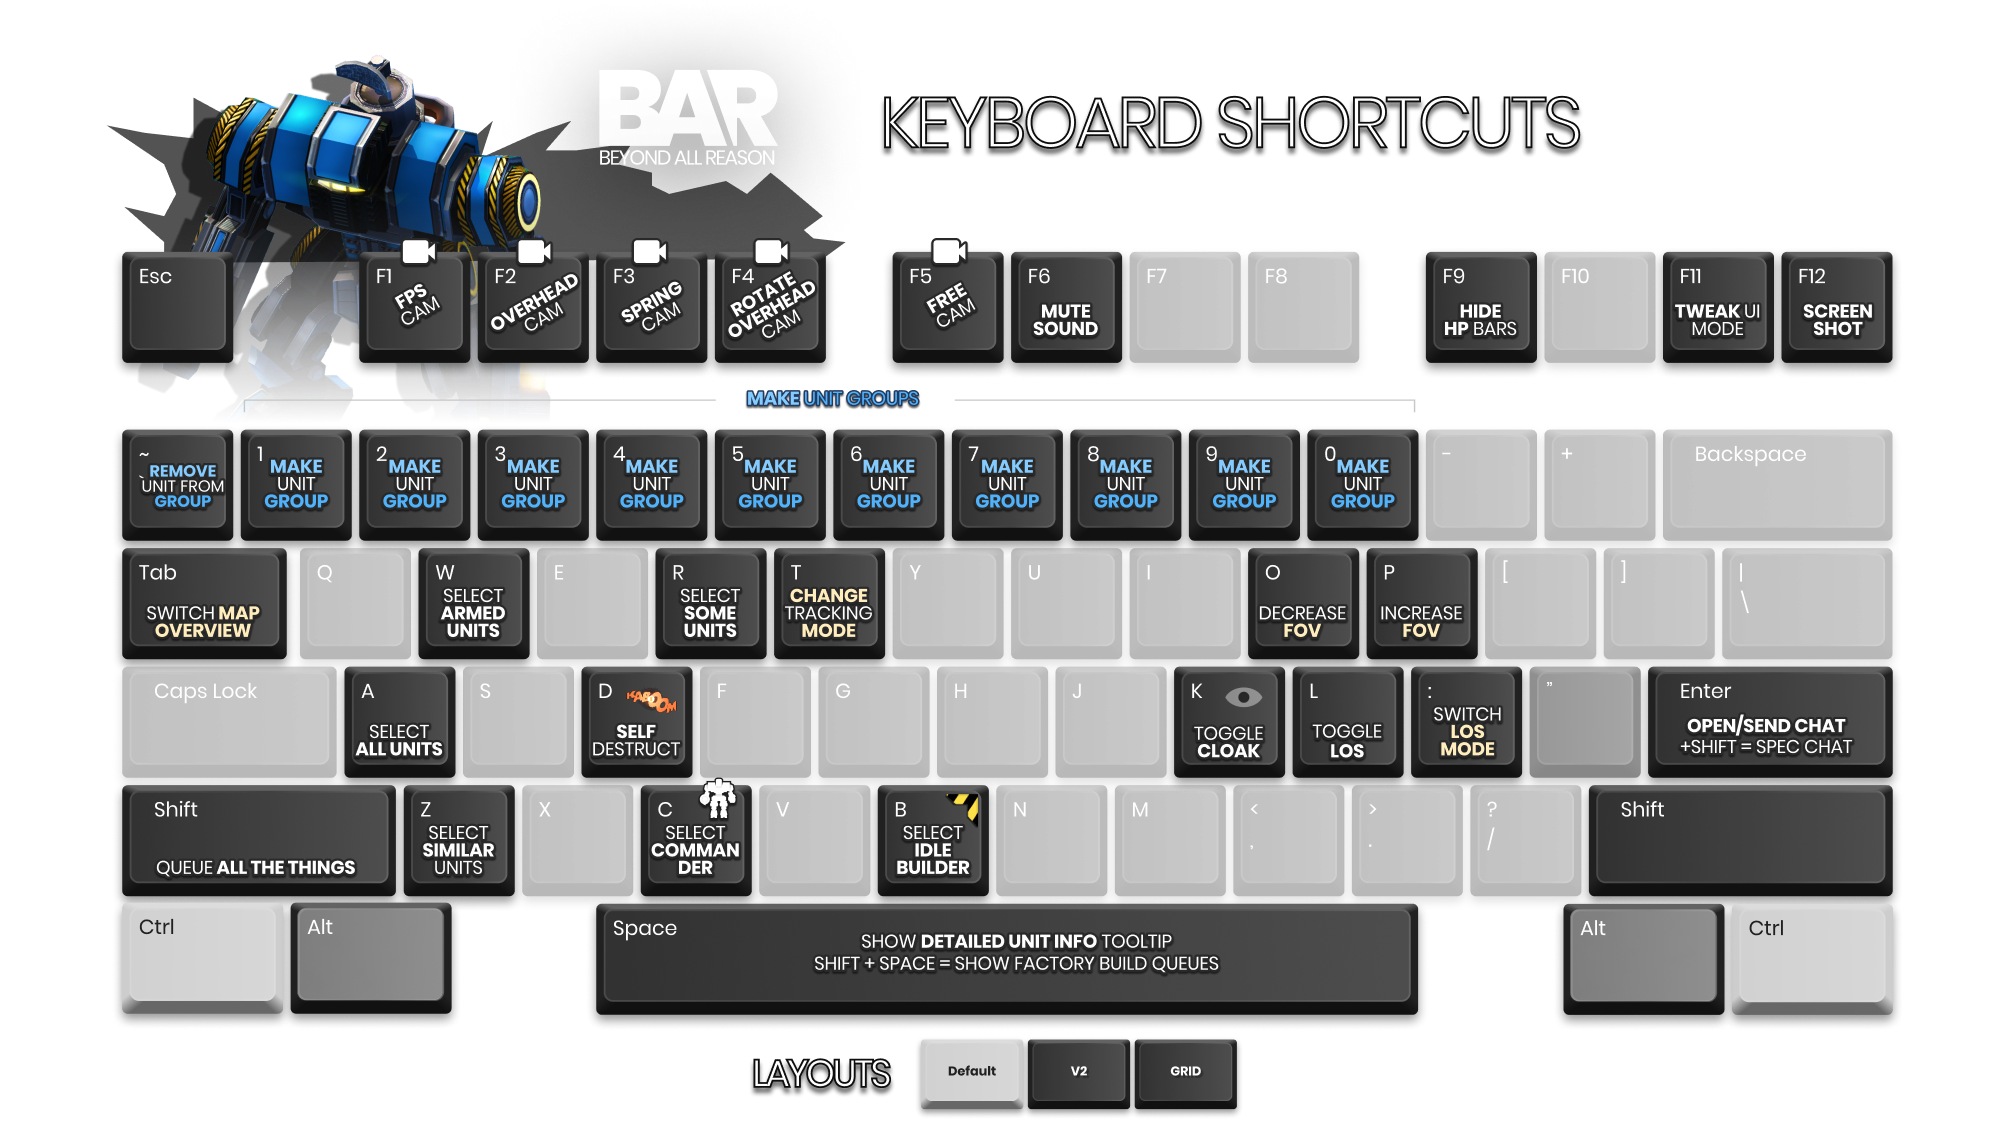 BAR
BEYOND ALL REASON
KEYBOARD SHORTCUTS
Esc
F1
FPS
CAM
F2
OVERHEAD
CAM
F3
SPRING
CAM
F4
ROTATE
OVERHEAD
CAM
F5
FREE
CAM
F6
MUTE
SOUND
F7
F8
F9
HIDE
HP BARS
F10
F11
TWEAK UI
MODE
F12
SCREEN
SHOT
MAKE UNIT GROUPS
~
`
REMOVE
UNIT FROM
GROUP
1
MAKE
UNIT
GROUP
2
MAKE
UNIT
GROUP
3
MAKE
UNIT
GROUP
4
MAKE
UNIT
GROUP
5
MAKE
UNIT
GROUP
6
MAKE
UNIT
GROUP
7
MAKE
UNIT
GROUP
8
MAKE
UNIT
GROUP
9
MAKE
UNIT
GROUP
0
MAKE
UNIT
GROUP
-
+
Backspace
Tab
SWITCH MAP
OVERVIEW
Q
W
SELECT
ARMED
UNITS
E
R
SELECT
SOME
UNITS
T
CHANGE
TRACKING
MODE
Y
U
I
O
DECREASE
FOV
P
INCREASE
FOV
[
]
|
\
Caps Lock
A
SELECT
ALL UNITS
S
D
KABOOM
SELF
DESTRUCT
F
G
H
J
K
TOGGLE
CLOAK
L
TOGGLE
LOS
:
SWITCH
LOS
MODE
"
Enter
OPEN/SEND CHAT
+SHIFT = SPEC CHAT
Shift
QUEUE ALL THE THINGS
Z
SELECT
SIMILAR
UNITS
X
C
SELECT
COMMAN
DER
V
B
SELECT
IDLE
BUILDER
N
M
<
,
>
.
?
/
Shift
Ctrl
Alt
Space
SHOW DETAILED UNIT INFO TOOLTIP
SHIFT + SPACE = SHOW FACTORY BUILD QUEUES
Alt
Ctrl
LAYOUTS
Default
V2
GRID